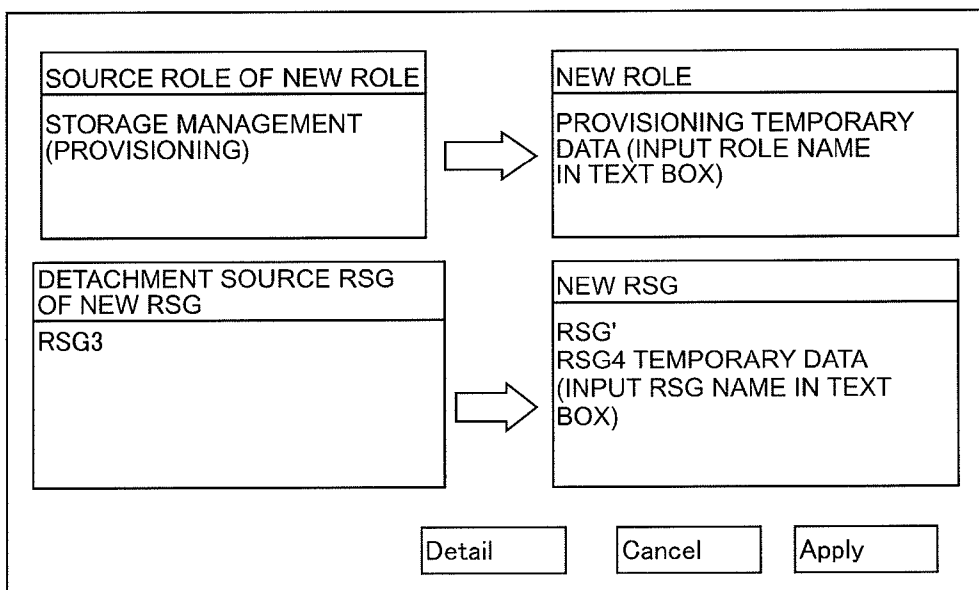 SOURCE ROLE OF NEW ROLE
STORAGE MANAGEMENT
(PROVISIONING)
NEW ROLE
PROVISIONING TEMPORARY
DATA (INPUT ROLE NAME
IN TEXT BOX)
DETACHMENT SOURCE RSG
OF NEW RSG
RSG3
NEW RSG
RSG'
RSG4 TEMPORARY DATA
(INPUT RSG NAME IN TEXT
BOX)
Detail
Cancel
Apply